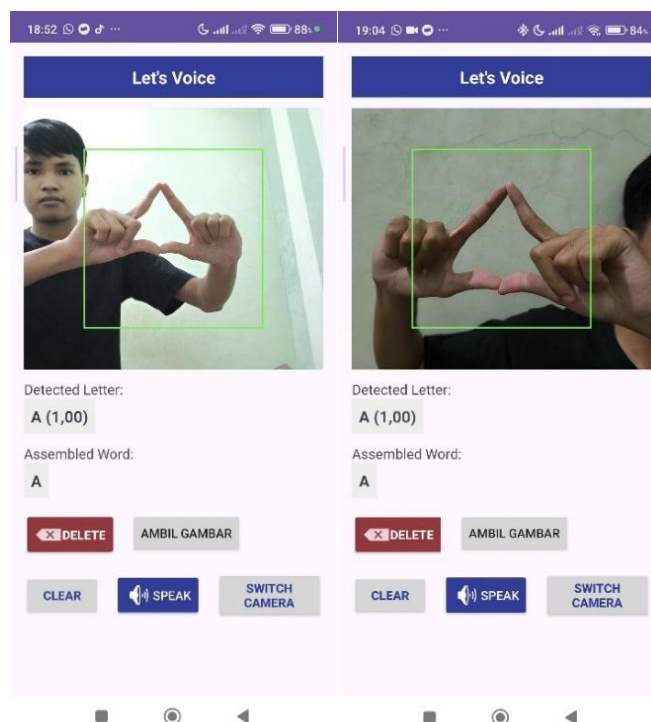 18:52 88%
Let's Voice
Detected Letter:
A (1,00)
Assembled Word:
A
DELETE
AMBIL GAMBAR
CLEAR
SPEAK
SWITCH
CAMERA
19:04 84%
Let's Voice
Detected Letter:
A (1,00)
Assembled Word:
A
DELETE
AMBIL GAMBAR
CLEAR
SPEAK
SWITCH
CAMERA